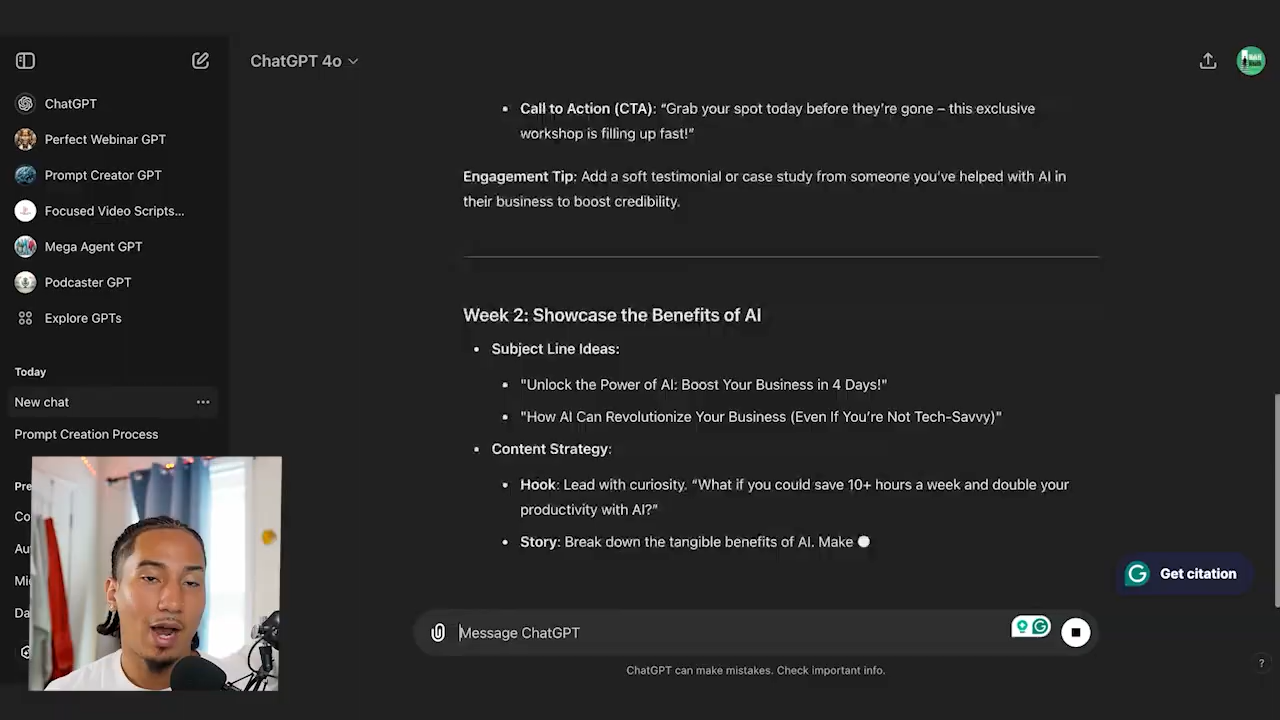 ChatGPT 4o
ChatGPT
Perfect Webinar GPT
Prompt Creator GPT
Focused Video Scripts...
Mega Agent GPT
Podcaster GPT
Explore GPTs
Today
New chat
Prompt Creation Process
Pre
Co
Au
Mi
Da
• Call to Action (CTA): “Grab your spot today before they’re gone – this exclusive
workshop is filling up fast!”
Engagement Tip: Add a soft testimonial or case study from someone you’ve helped with AI in
their business to boost credibility.
Week 2: Showcase the Benefits of AI
• Subject Line Ideas:
• "Unlock the Power of AI: Boost Your Business in 4 Days!"
• "How AI Can Revolutionize Your Business (Even If You’re Not Tech-Savvy)"
• Content Strategy:
• Hook: Lead with curiosity. “What if you could save 10+ hours a week and double your
productivity with AI?”
• Story: Break down the tangible benefits of AI. Make
Get citation
Message ChatGPT
ChatGPT can make mistakes. Check important info.
?